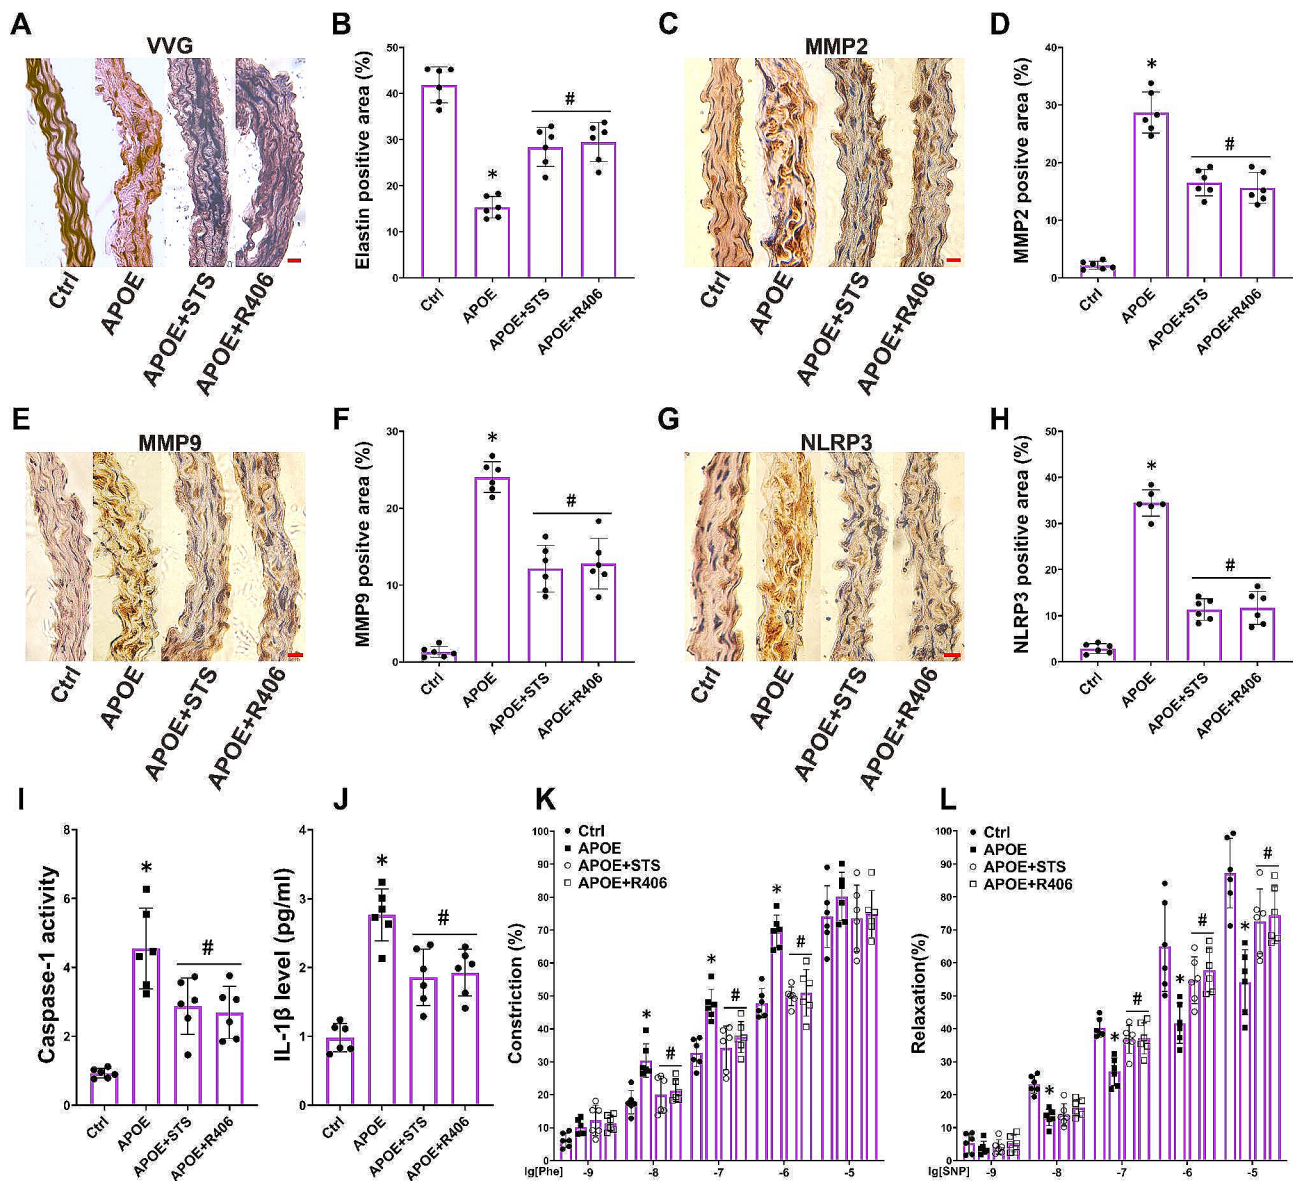 A
VVG
Ctrl
APOE
APOE+STS
APOE+R406
B
Elastin positive area (%)
50
40
30
20
10
0
*
#
Ctrl
APOE
APOE+STS
APOE+R406
C
MMP2
Ctrl
APOE
APOE+STS
APOE+R406
D
MMP2 positve area (%)
40
30
20
10
0
*
#
Ctrl
APOE
APOE+STS
APOE+R406
E
MMP9
Ctrl
APOE
APOE+STS
APOE+R406
F
MMP9 positive area (%)
30
20
10
0
*
#
Ctrl
APOE
APOE+STS
APOE+R406
G
NLRP3
Ctrl
APOE
APOE+STS
APOE+R406
H
NLRP3 positive area (%)
50
40
30
20
10
0
*
#
Ctrl
APOE
APOE+STS
APOE+R406
I
Caspase-1 activity
8
6
4
2
0
*
#
Ctrl
APOE
APOE+STS
APOE+R406
J
IL-1β level (pg/ml)
4
3
2
1
0
*
#
Ctrl
APOE
APOE+STS
APOE+R406
K
Ctrl
APOE
APOE+STS
APOE+R406
Constriction (%)
100
90
80
70
60
50
40
30
20
10
0
* # * # * #
lg[Phe] -9 -8 -7 -6 -5
L
Ctrl
APOE
APOE+STS
APOE+R406
Relaxation(%)
100
90
80
70
60
50
40
30
20
10
0
* * # * # * #
lg[SNP] -9 -8 -7 -6 -5